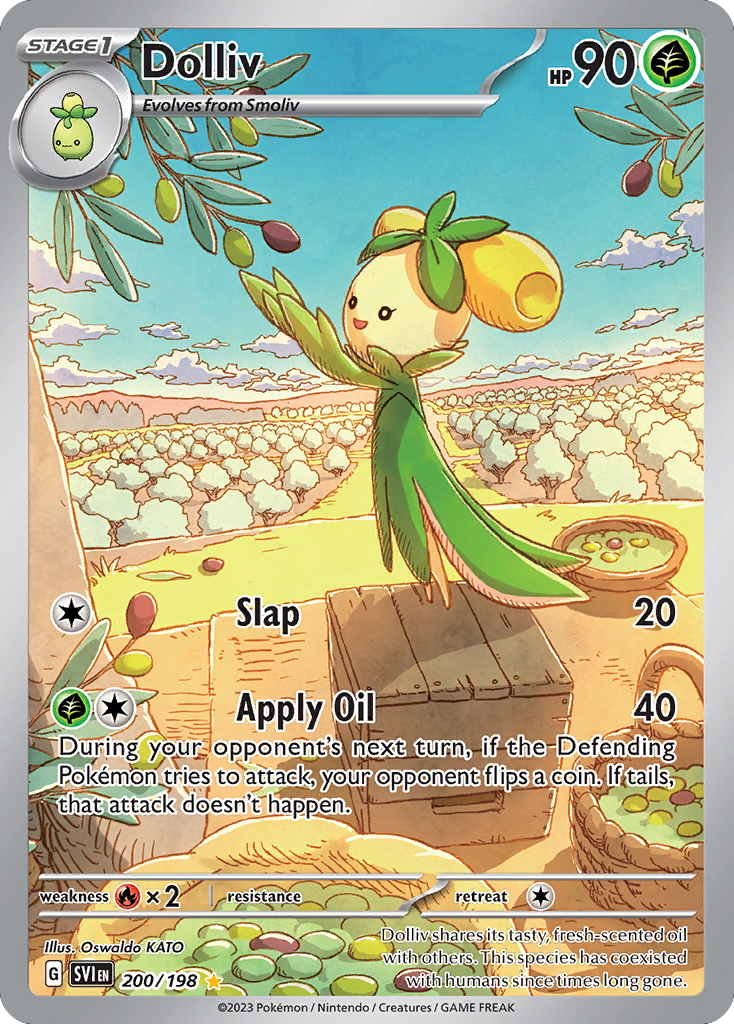 STAGE1
Dolliv
HP 90
Evolves from Smoliv
Slap 20
Apply Oil 40
During your opponent's next turn, if the Defending
Pokémon tries to attack, your opponent flips a coin. If tails,
that attack doesn't happen.
weakness ×2 resistance retreat
Illus. Oswaldo KATO
Dolliv shares its tasty, fresh-scented oil
with others. This species has coexisted
with humans since times long gone.
G SVI EN 200/198
©2023 Pokémon / Nintendo / Creatures / GAME FREAK